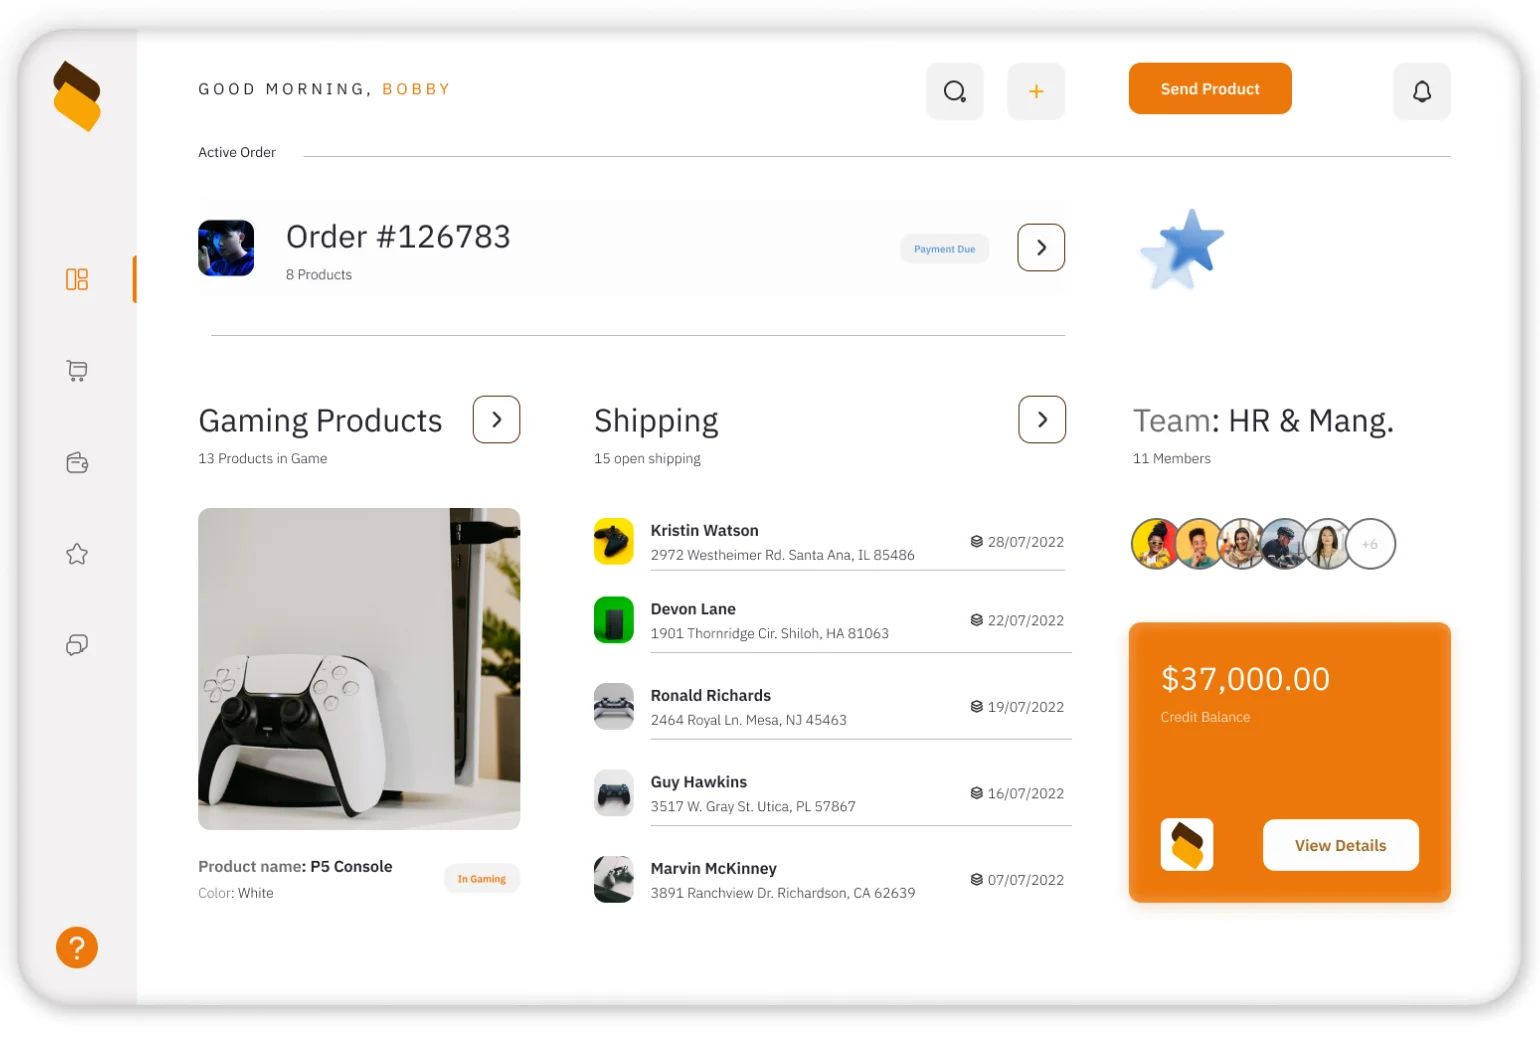 GOOD MORNING, BOBBY
Send Product
Active Order
Order #126783
8 Products
Payment Due
Gaming Products
13 Products in Game
Product name: P5 Console
Color: White
In Gaming
Shipping
15 open shipping
Kristin Watson
2972 Westheimer Rd. Santa Ana, IL 85486
28/07/2022
Devon Lane
1901 Thornridge Cir. Shiloh, HA 81063
22/07/2022
Ronald Richards
2464 Royal Ln. Mesa, NJ 45463
19/07/2022
Guy Hawkins
3517 W. Gray St. Utica, PL 57867
16/07/2022
Marvin McKinney
3891 Ranchview Dr. Richardson, CA 62639
07/07/2022
Team: HR & Mang.
11 Members
+6
$37,000.00
Credit Balance
View Details
?